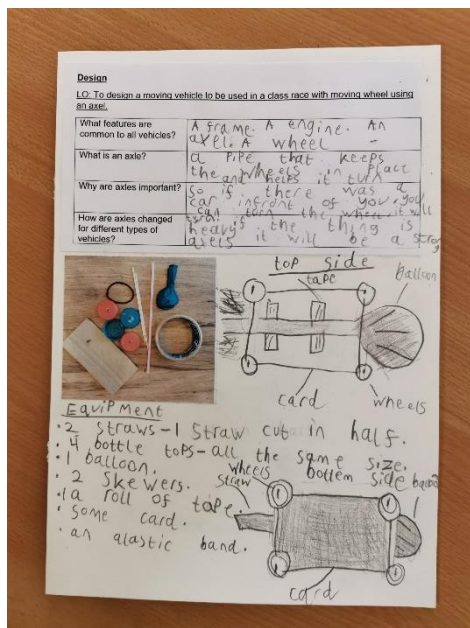 Design
LO: To design a moving vehicle to be used in a class race with moving wheel using
an axel.
What features are
common to all vehicles?
A frame. A engine. An
axel. A wheel
What is an axle?
a PiPe that keeps
the wheels in place
and helps it turn
Why are axles important?
so if there was a
car infront of you, you
can turn the wheel it will
turn.
How are axles changed
for different types of
vehicles?
heavys the thing is
axels it will be a strong
top side
tape
balloon
card
wheels
Equipment
• 2 straws-1 straw cut in half.
• 4 bottle tops-all the same size.
• 1 balloon.
• 2 skewers.
• 1a roll of tape.
• some card.
• an alastic band.
wheels
bottem side
straw
card